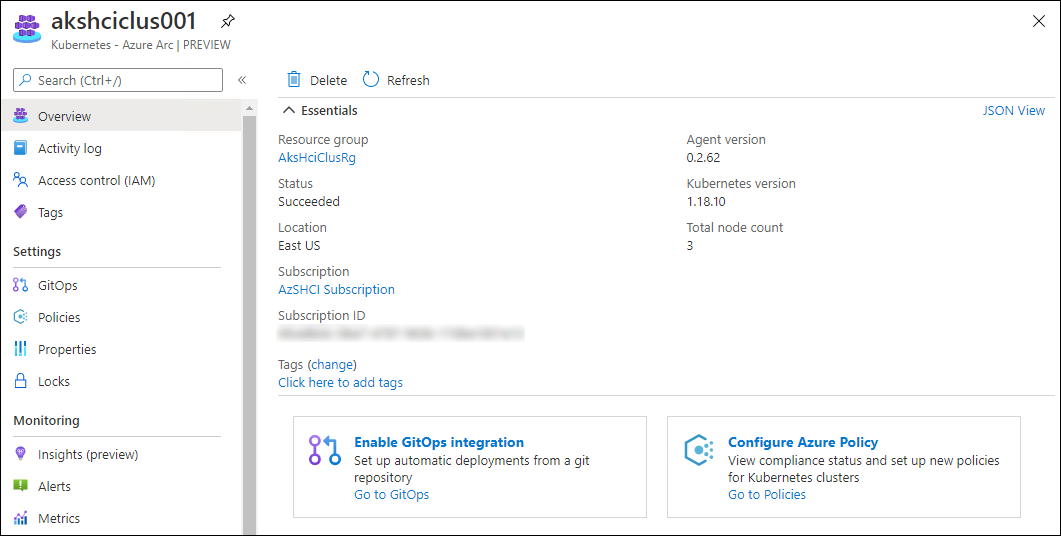 akshciclus001
Kubernetes - Azure Arc | PREVIEW
Search (Ctrl+/)
«
Overview
Activity log
Access control (IAM)
Tags
Settings
GitOps
Policies
Properties
Locks
Monitoring
Insights (preview)
Alerts
Metrics
Delete Refresh
Essentials
JSON View
Resource group
AksHciClusRg
Status
Succeeded
Location
East US
Subscription
AzSHCI Subscription
Subscription ID
Tags (change)
Click here to add tags
Agent version
0.2.62
Kubernetes version
1.18.10
Total node count
3
Enable GitOps integration
Set up automatic deployments from a git
repository
Go to GitOps
Configure Azure Policy
View compliance status and set up new policies
for Kubernetes clusters
Go to Policies